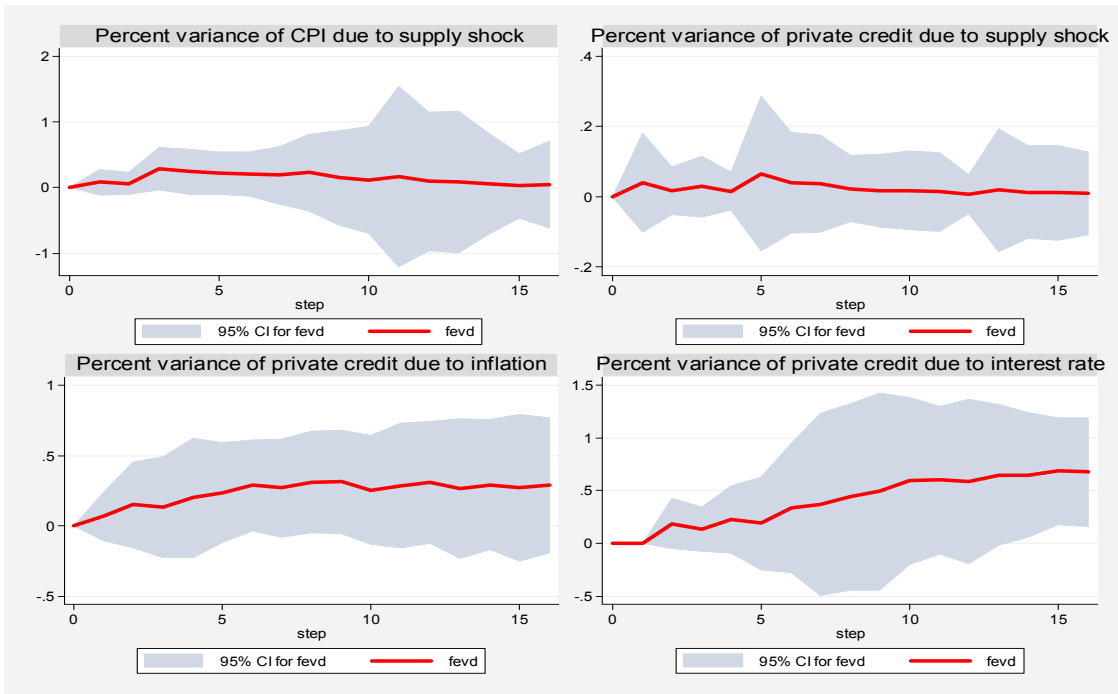 Percent variance of CPI due to supply shock
2
1
0
-1
0 5 10 15
step
95% CI for fevd fevd
Percent variance of private credit due to supply shock
.4
.2
0
-.2
0 5 10 15
step
95% CI for fevd fevd
Percent variance of private credit due to inflation
1
.5
0
-.5
0 5 10 15
step
95% CI for fevd fevd
Percent variance of private credit due to interest rate
1.5
1
.5
0
-.5
0 5 10 15
step
95% CI for fevd fevd